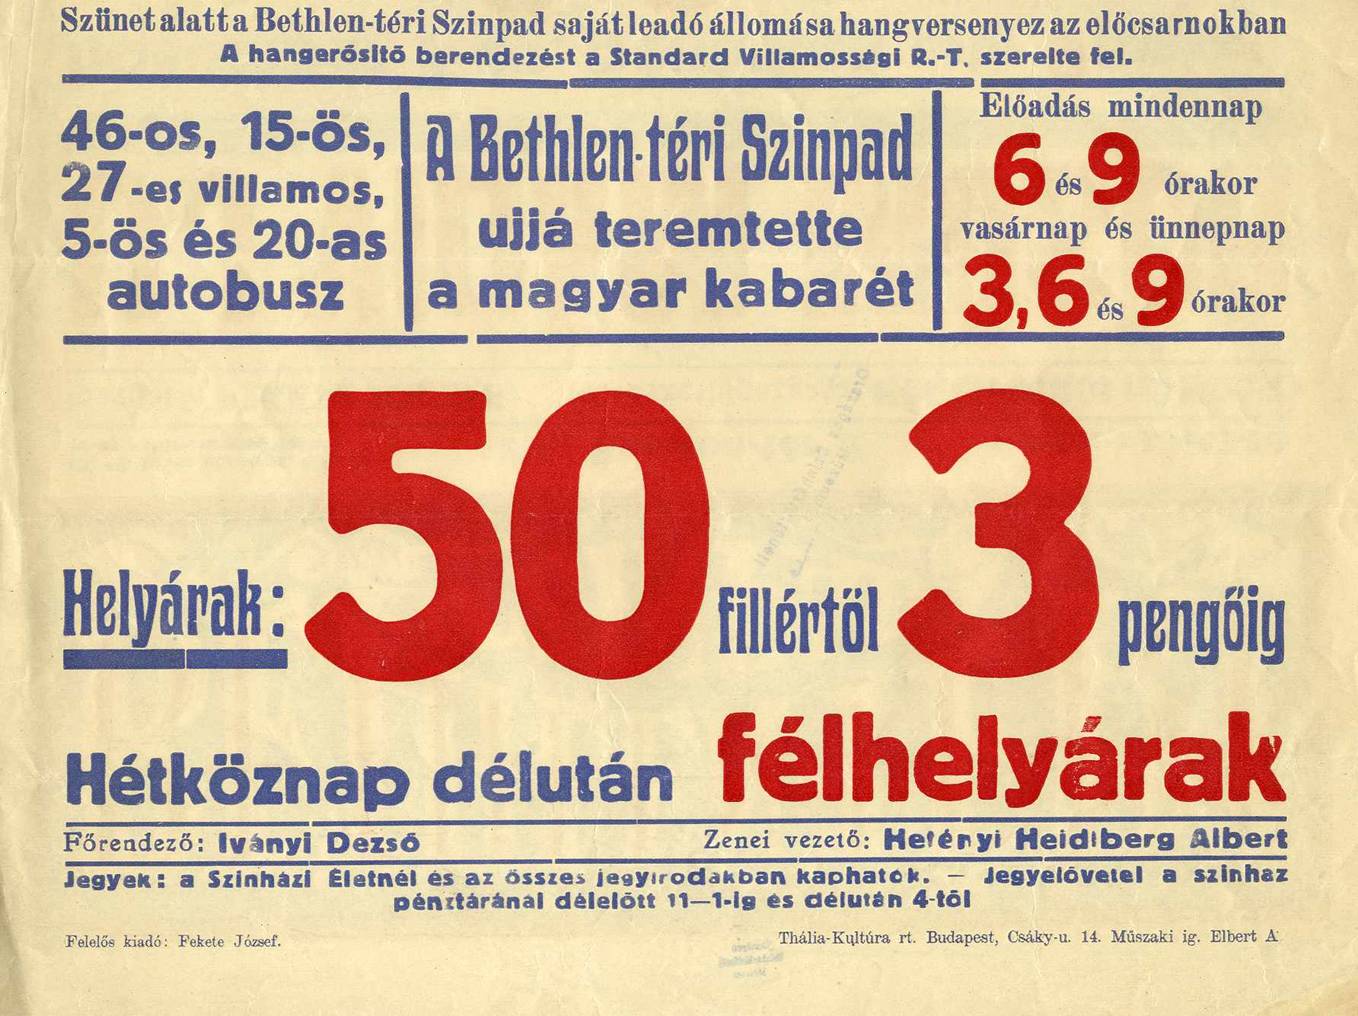 Szünet alatt a Bethlen-téri Szinpad saját leadó állomása hangversenyez az előcsarnokban
A hangerősitő berendezést a Standard Villamossági R.-T. szerelte fel.
46-os, 15-ös,
27-es villamos,
5-ös és 20-as
autobusz
A Bethlen-téri Szinpad
ujjá teremtette
a magyar kabarét
Előadás mindennap
6 és 9 órakor
vasárnap és ünnepnap
3, 6 és 9 órakor
Helyárak: 50 fillértöl 3 pengőig
Hétköznap délután félhelyárak
Főrendező: Iványi Dezső
Zenei vezető: Hetényi Heidlberg Albert
Jegyek: a Szinházi Életnél és az összes jegyirodakban kaphatók. — Jegyelővetel a szinház
pénztáránál délelőtt 11—1-ig és délután 4-től
Felelős kiadó: Fekete József.
Thália-Kultúra rt. Budapest, Csáky-u. 14. Műszaki ig. Elbert A